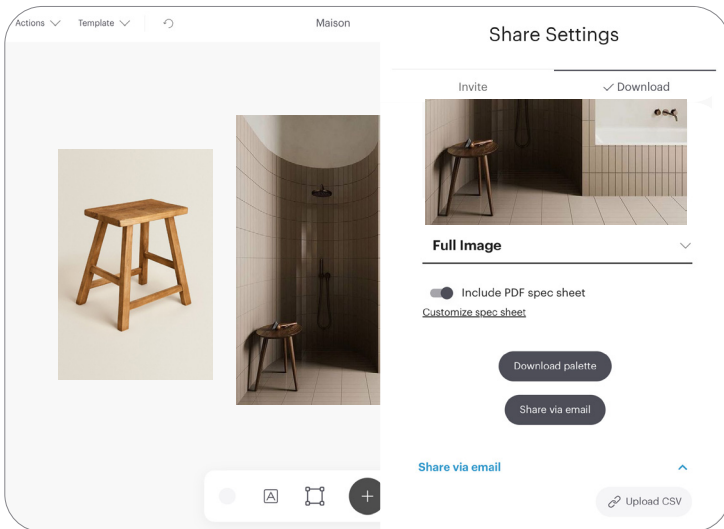 Actions
Template
Maison
Share Settings
Invite
Download
Full Image
Include PDF spec sheet
Customize spec sheet
Download palette
Share via email
A
Share via email
Upload CSV